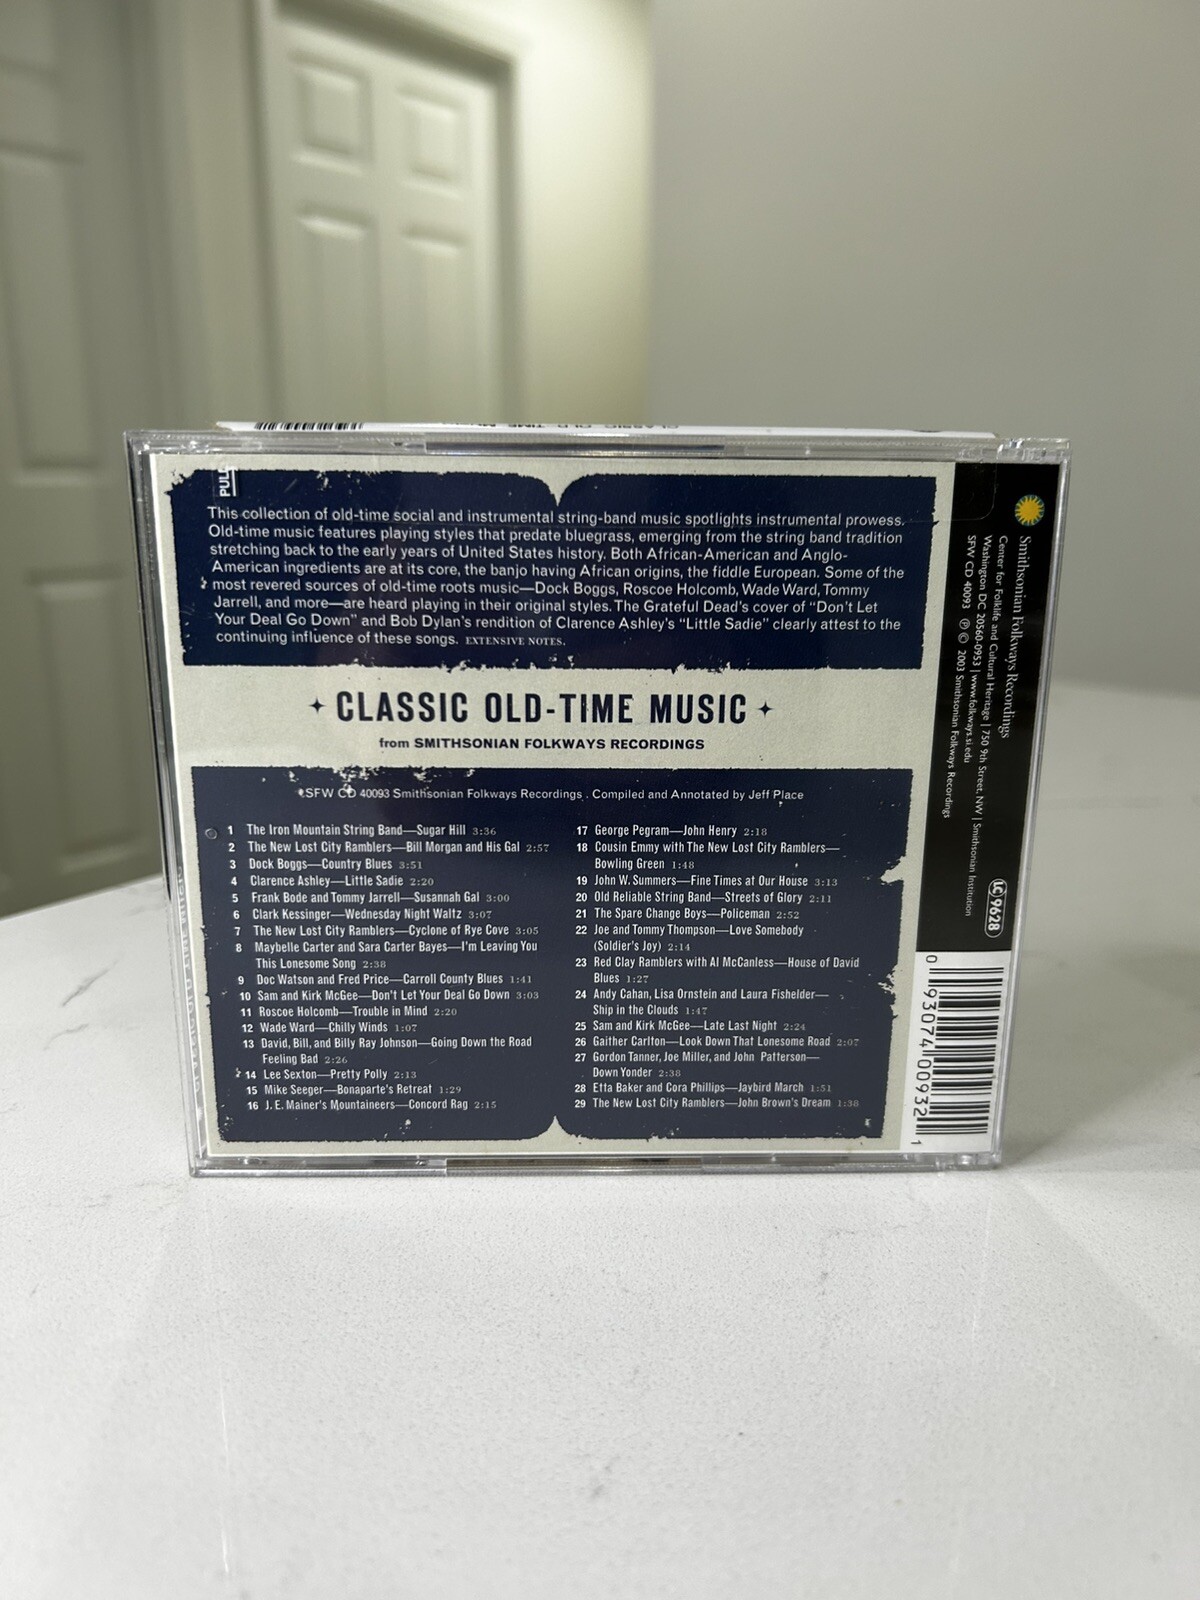 PULL
This collection of old-time social and instrumental string-band music spotlights instrumental prowess.
Old-time music features playing styles that predate bluegrass, emerging from the string band tradition
stretching back to the early years of United States history. Both African-American and Anglo-
American ingredients are at its core, the banjo having African origins, the fiddle European. Some of the
most revered sources of old-time roots music—Dock Boggs, Roscoe Holcomb, Wade Ward, Tommy
Jarrell, and more—are heard playing in their original styles. The Grateful Dead's cover of "Don't Let
Your Deal Go Down" and Bob Dylan's rendition of Clarence Ashley's "Little Sadie" clearly attest to the
continuing influence of these songs. EXTENSIVE NOTES.
CLASSIC OLD-TIME MUSIC
from SMITHSONIAN FOLKWAYS RECORDINGS
SFW CD 40093 Smithsonian Folkways Recordings . Compiled and Annotated by Jeff Place
1 The Iron Mountain String Band—Sugar Hill 3:36
2 The New Lost City Ramblers—Bill Morgan and His Gal 2:57
3 Dock Boggs—Country Blues 3:51
4 Clarence Ashley—Little Sadie 2:20
5 Frank Bode and Tommy Jarrell—Susannah Gal 3:00
6 Clark Kessinger—Wednesday Night Waltz 3:07
7 The New Lost City Ramblers—Cyclone of Rye Cove 3:05
8 Maybelle Carter and Sara Carter Bayes—I'm Leaving You
This Lonesome Song 2:38
9 Doc Watson and Fred Price—Carroll County Blues 1:41
10 Sam and Kirk McGee—Don't Let Your Deal Go Down 3:03
11 Roscoe Holcomb—Trouble in Mind 2:20
12 Wade Ward—Chilly Winds 1:07
13 David, Bill, and Billy Ray Johnson—Going Down the Road
Feeling Bad 2:26
14 Lee Sexton—Pretty Polly 2:13
15 Mike Seeger—Bonaparte's Retreat 1:29
16 J. E. Mainer's Mountaineers—Concord Rag 2:15
17 George Pegram—John Henry 2:18
18 Cousin Emmy with The New Lost City Ramblers—
Bowling Green 1:48
19 John W. Summers—Fine Times at Our House 3:13
20 Old Reliable String Band—Streets of Glory 2:11
21 The Spare Change Boys—Policeman 2:52
22 Joe and Tommy Thompson—Love Somebody
(Soldier's Joy) 2:14
23 Red Clay Ramblers with Al McCanless—House of David
Blues 1:27
24 Andy Cahan, Lisa Ornstein and Laura Fishelder—
Ship in the Clouds 1:47
25 Sam and Kirk McGee—Late Last Night 2:24
26 Gaither Carlton—Look Down That Lonesome Road 2:07
27 Gordon Tanner, Joe Miller, and John Patterson—
Down Yonder 2:38
28 Etta Baker and Cora Phillips—Jaybird March 1:51
29 The New Lost City Ramblers—John Brown's Dream 1:38
Smithsonian Folkways Recordings
Center for Folklife and Cultural Heritage | 750 9th Street, NW | Smithsonian Institution
Washington DC 20560-0953 | www.folkways.si.edu
SFW CD 40093 ℗ © 2003 Smithsonian Folkways Recordings
LC 9628
0 93074 00932 1